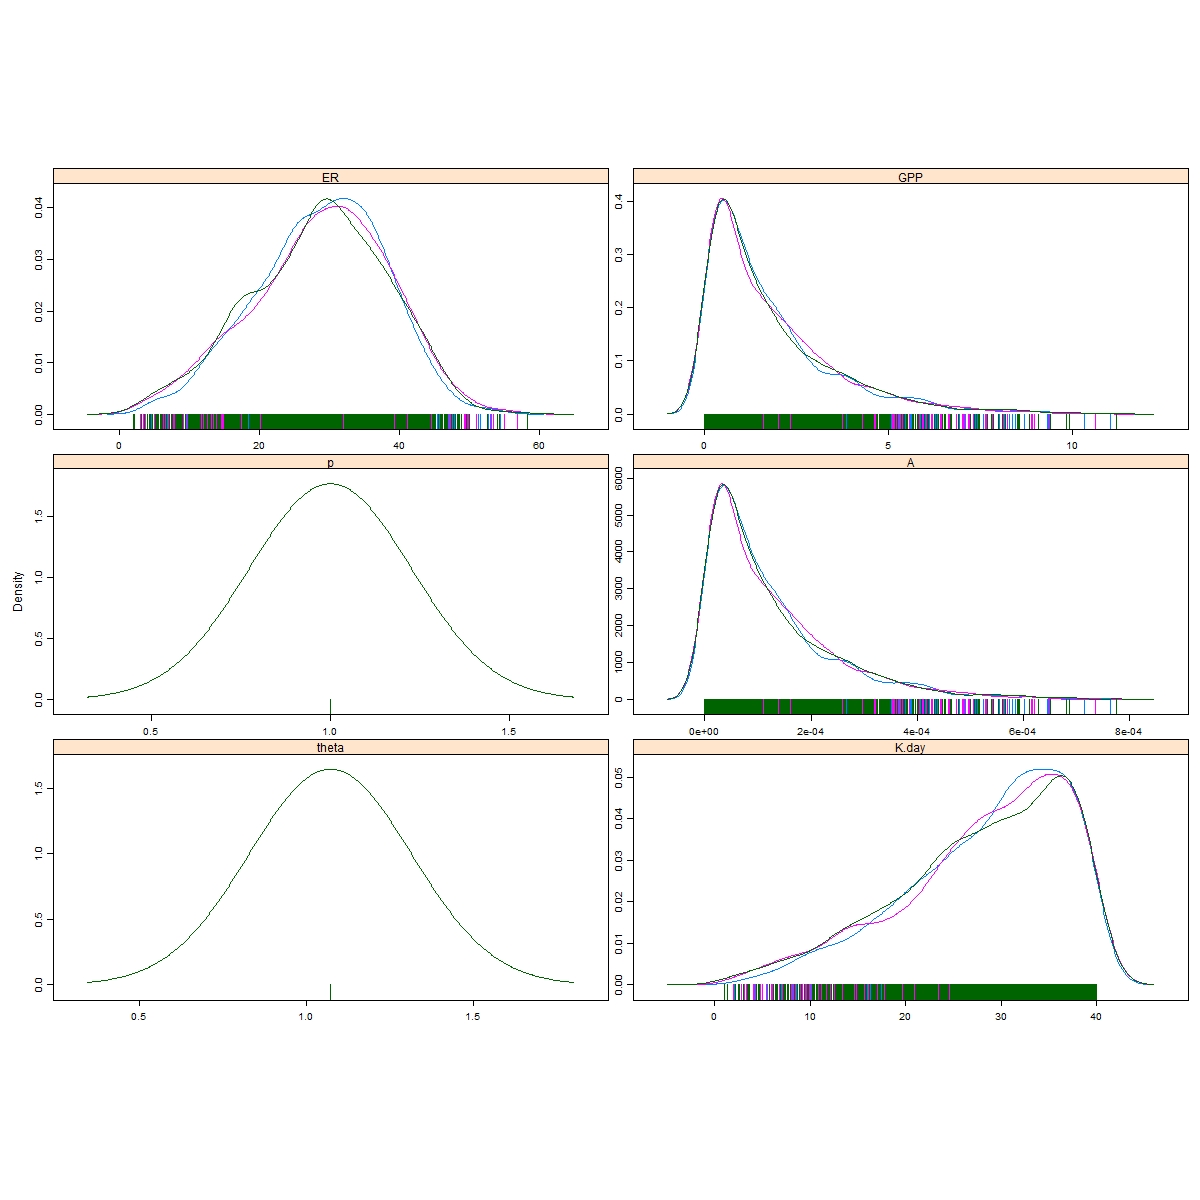 ER
0.00 0.01 0.02 0.03 0.04
0 20 40 60
GPP
0.0 0.1 0.2 0.3 0.4
0 5 10
p
Density
0.0 0.5 1.0 1.5
0.5 1.0 1.5
A
0 1000 2000 3000 4000 5000 6000
0e+00 2e-04 4e-04 6e-04 8e-04
theta
0.0 0.5 1.0 1.5
0.5 1.0 1.5
K.day
0.00 0.01 0.02 0.03 0.04 0.05
0 10 20 30 40